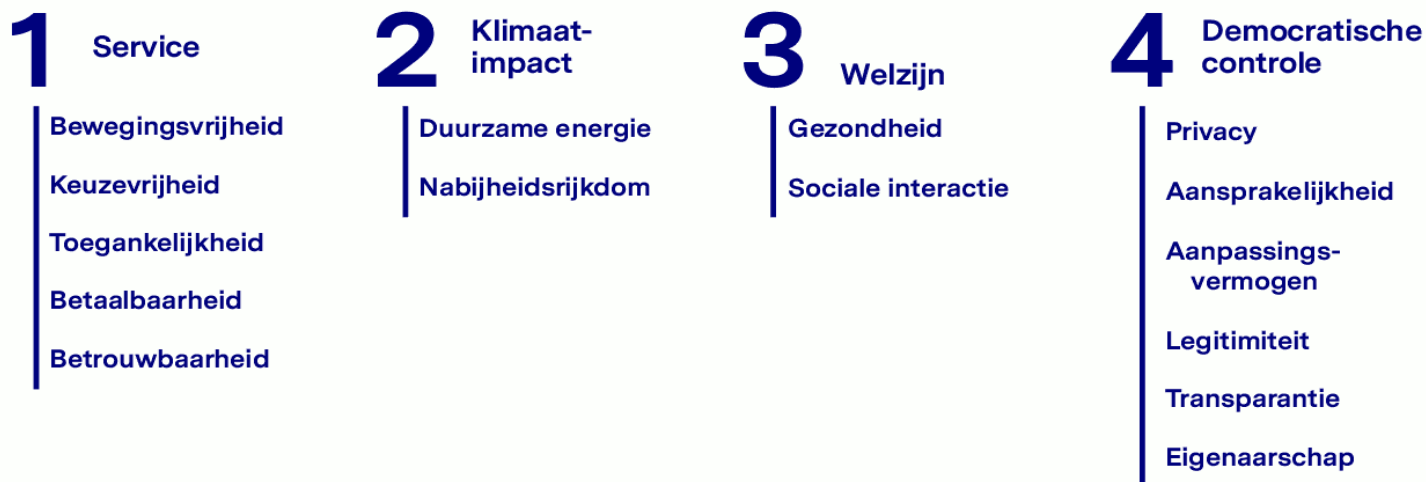 1 Service
Bewegingsvrijheid
Keuzevrijheid
Toegankelijkheid
Betaalbaarheid
Betrouwbaarheid
2 Klimaat-
impact
Duurzame energie
Nabijheidsrijkdom
3 Welzijn
Gezondheid
Sociale interactie
4 Democratische
controle
Privacy
Aansprakelijkheid
Aanpassings-
vermogen
Legitimiteit
Transparantie
Eigenaarschap